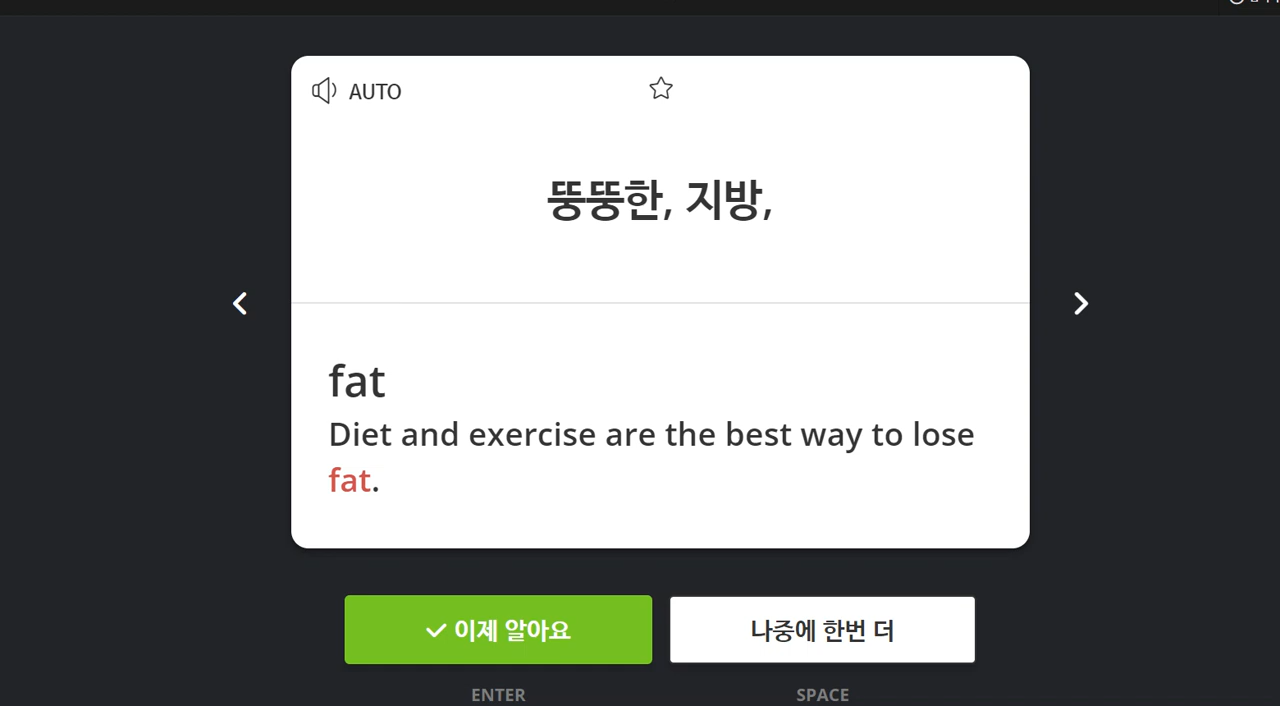 AUTO
뚱뚱한, 지방,
fat
Diet and exercise are the best way to lose
fat.
이제 알아요
나중에 한번 더
ENTER
SPACE